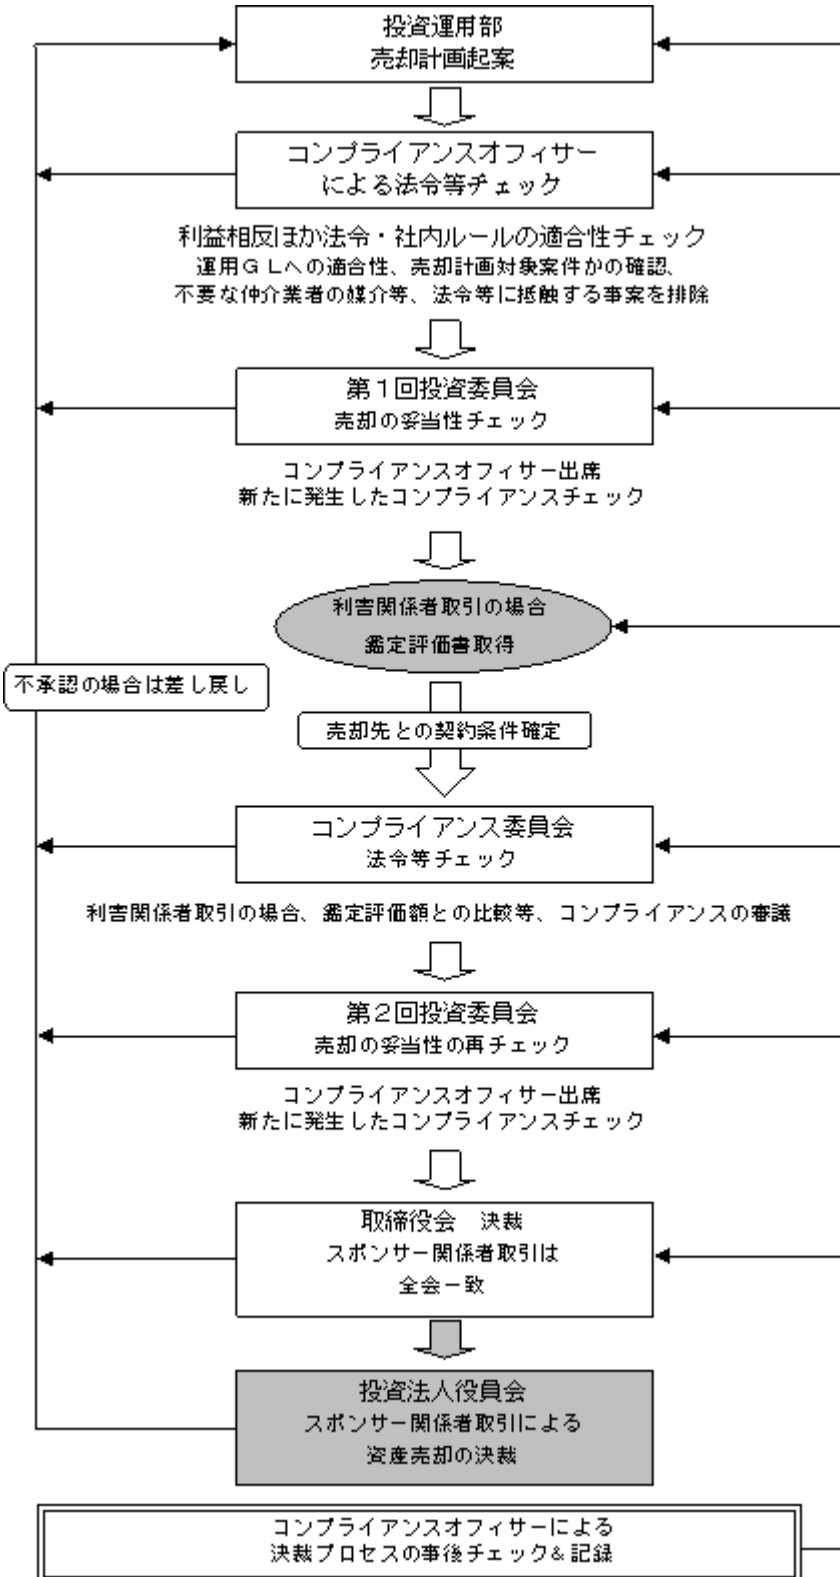 投資運用部
売却計画起案
コンプライアンスオフィサー
による法令等チェック
利益相反ほか法令・社内ルールの適合性チェック
運用ＧＬへの適合性、売却計画対象案件かの確認、
不要な仲介業者の媒介等、法令等に抵触する事案を排除
第１回投資委員会
売却の妥当性チェック
コンプライアンスオフィサー出席
新たに発生したコンプライアンスチェック
利害関係者取引の場合
鑑定評価書取得
不承認の場合は差し戻し
売却先との契約条件確定
コンプライアンス委員会
法令等チェック
利害関係者取引の場合、鑑定評価額との比較等、コンプライアンスの審議
第２回投資委員会
売却の妥当性の再チェック
コンプライアンスオフィサー出席
新たに発生したコンプライアンスチェック
取締役会　決裁
スポンサー関係者取引は
全会一致
投資法人役員会
スポンサー関係者取引による
資産売却の決裁
コンプライアンスオフィサーによる
決裁プロセスの事後チェック&記録